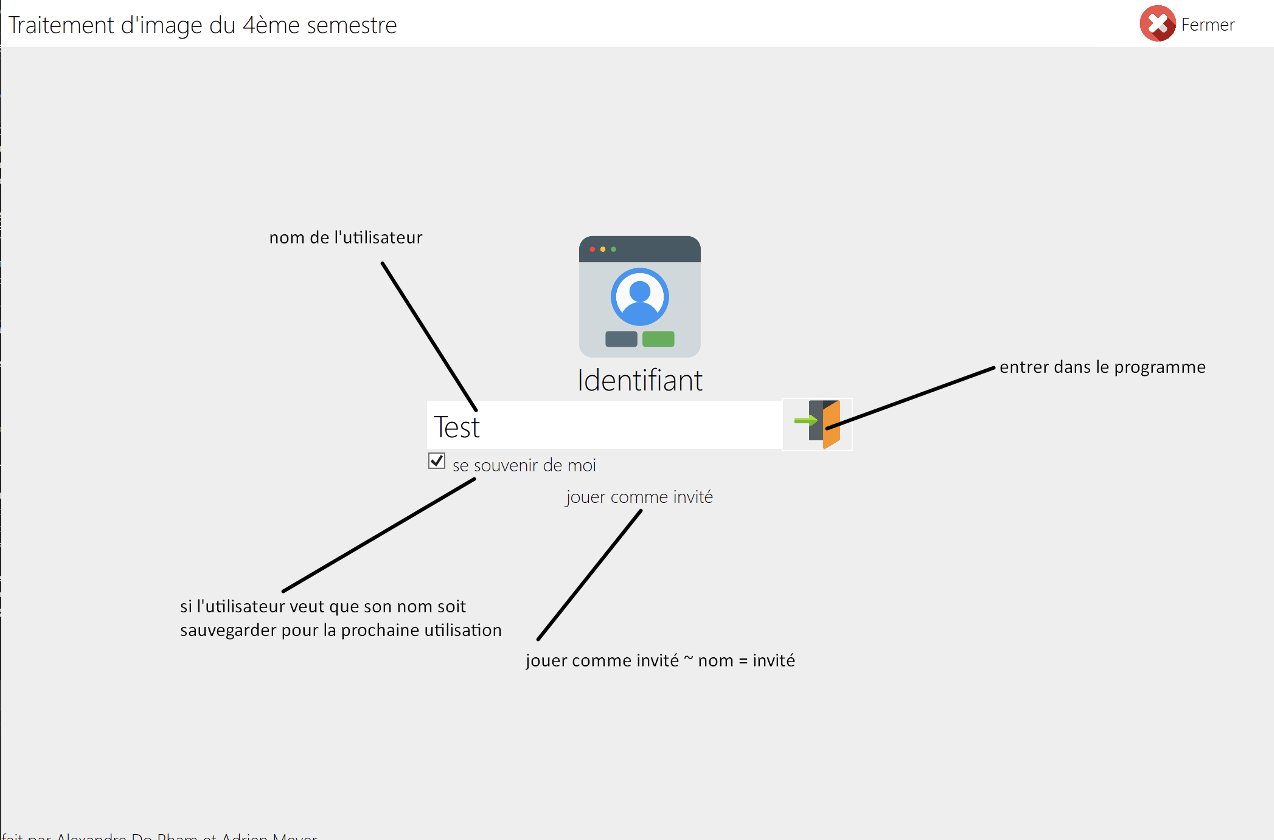 Traitement d'image du 4ème semestre
Fermer
nom de l'utilisateur
Identifiant
entrer dans le programme
Test
se souvenir de moi
jouer comme invité
si l'utilisateur veut que son nom soit
sauvegarder pour la prochaine utilisation
jouer comme invité ~ nom = invité
fait par Alexandre Do Pham et Adrien Meyer